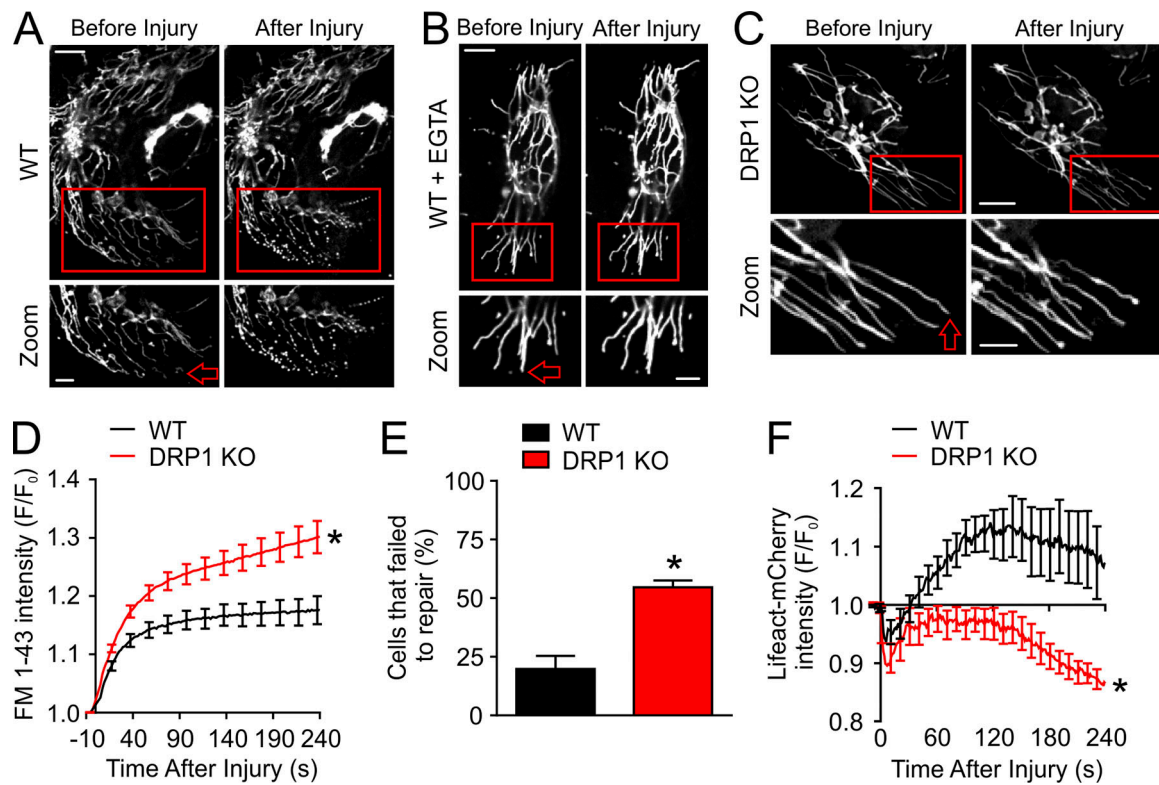 A
Before Injury After Injury
WT
Zoom
B
Before Injury After Injury
WT + EGTA
Zoom
C
Before Injury After Injury
DRP1 KO
Zoom
D
WT
DRP1 KO
FM 1-43 intensity (F/F₀)
1.4
1.3
1.2
1.1
1.0
*
-10 40 90 140 190 240
Time After Injury (s)
E
WT
DRP1 KO
Cells that failed
to repair (%)
100
75
50
25
0
*
F
WT
DRP1 KO
Lifeact-mCherry
intensity (F/F₀)
1.2
1.1
1.0
0.9
0.8
*
0 60 120 180 240
Time After Injury (s)